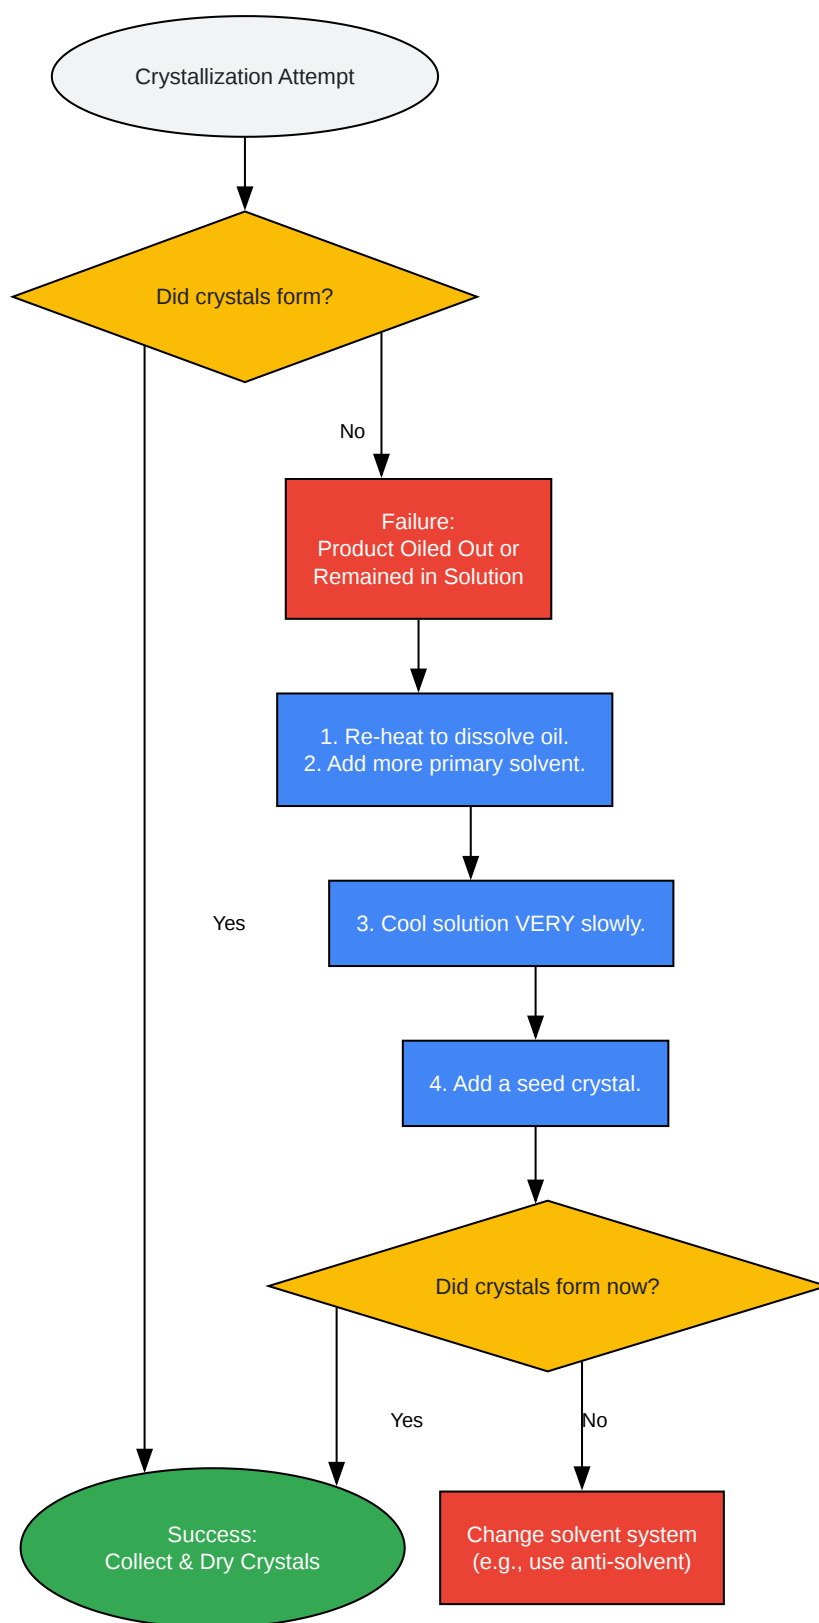 Crystallization Attempt
Did crystals form?
No
Failure:
Product Oiled Out or
Remained in Solution
1. Re-heat to dissolve oil.
2. Add more primary solvent.
Yes
3. Cool solution VERY slowly.
4. Add a seed crystal.
Did crystals form now?
Yes
No
Success:
Collect & Dry Crystals
Change solvent system
(e.g., use anti-solvent)